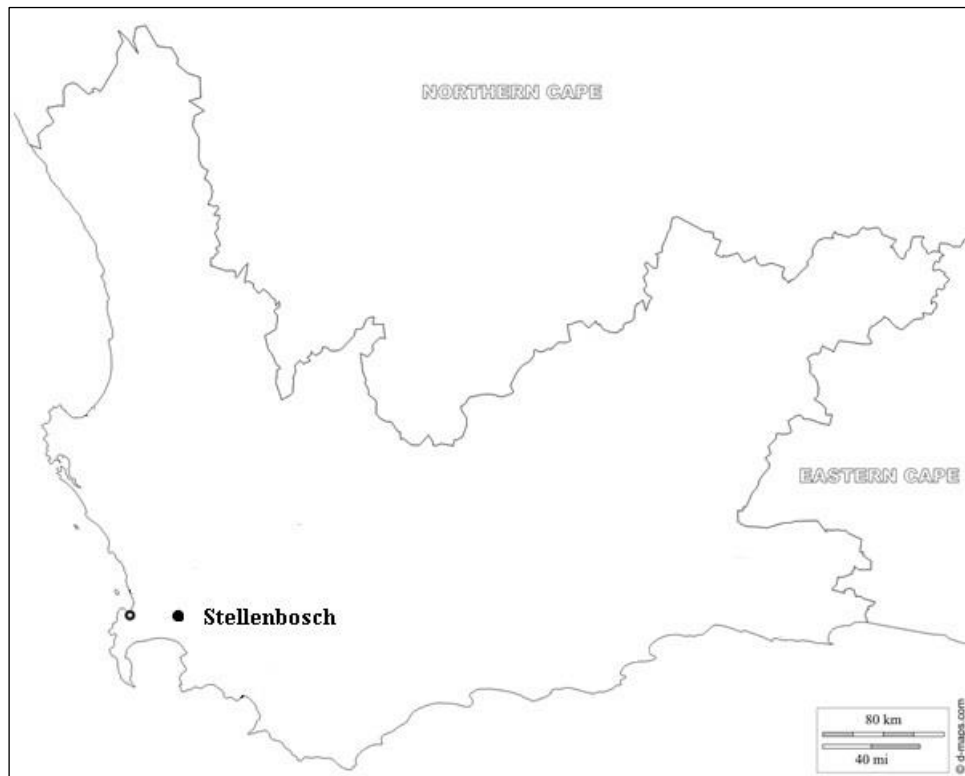 NORTHERN CAPE
EASTERN CAPE
Stellenbosch
80 km
40 mi
© d-maps.com